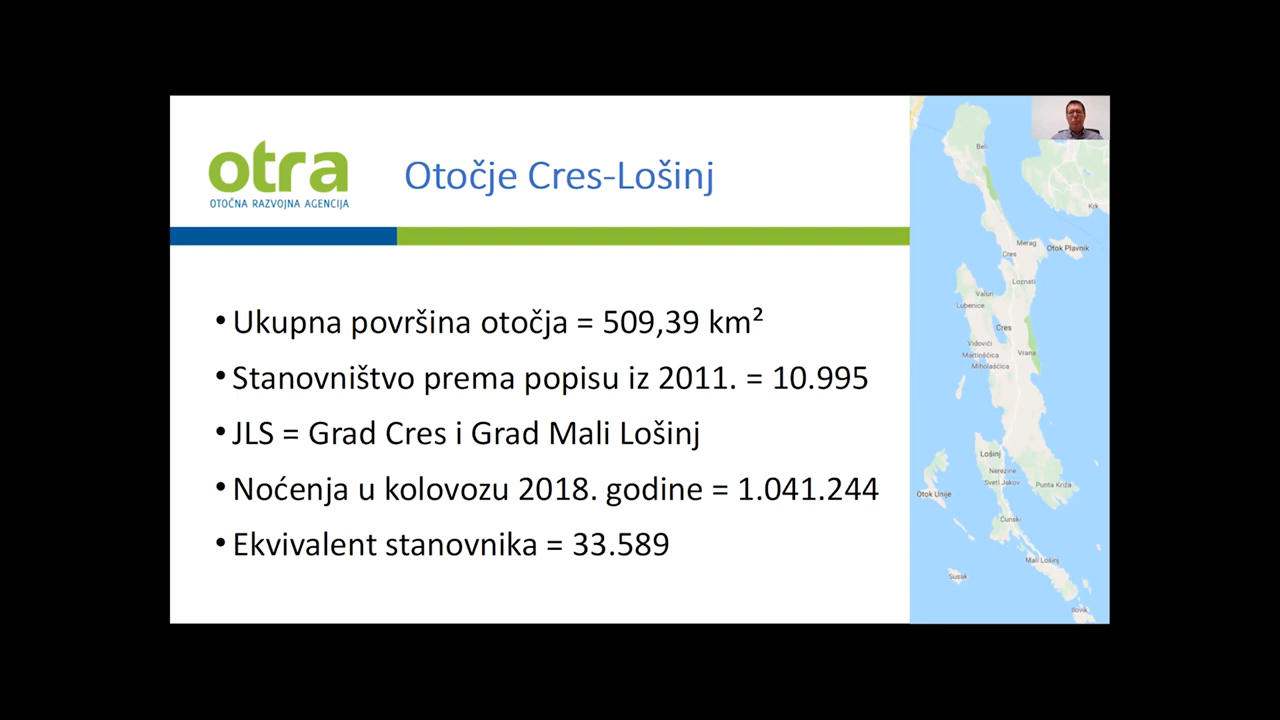 otra
OTOČNA RAZVOJNA AGENCIJA
Otočje Cres-Lošinj
• Ukupna površina otočja = 509,39 km²
• Stanovništvo prema popisu iz 2011. = 10.995
• JLS = Grad Cres i Grad Mali Lošinj
• Noćenja u kolovozu 2018. godine = 1.041.244
• Ekvivalent stanovnika = 33.589
Beli
Krk
Merag
Otok Plavnik
Cres
Loznati
Valun
Lubenice
Cres
Vidovići
Vrana
Martinšćica
Miholašćica
Lošinj
Nerezine
Sveti Jakov
Punta Križa
Otok Unije
Ćunski
Mali Lošinj
Susak
Ilovik